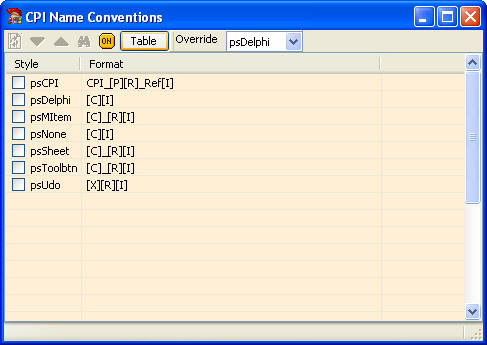 CPI Name Conventions
ON Table Override psDelphi
Style Format
psCPI CPI_[P][R]_Ref[I]
psDelphi [C][I]
psMItem [C]_[R][I]
psNone [C][I]
psSheet [C]_[R][I]
psToolbtn [C]_[R][I]
psUdo [X][R][I]